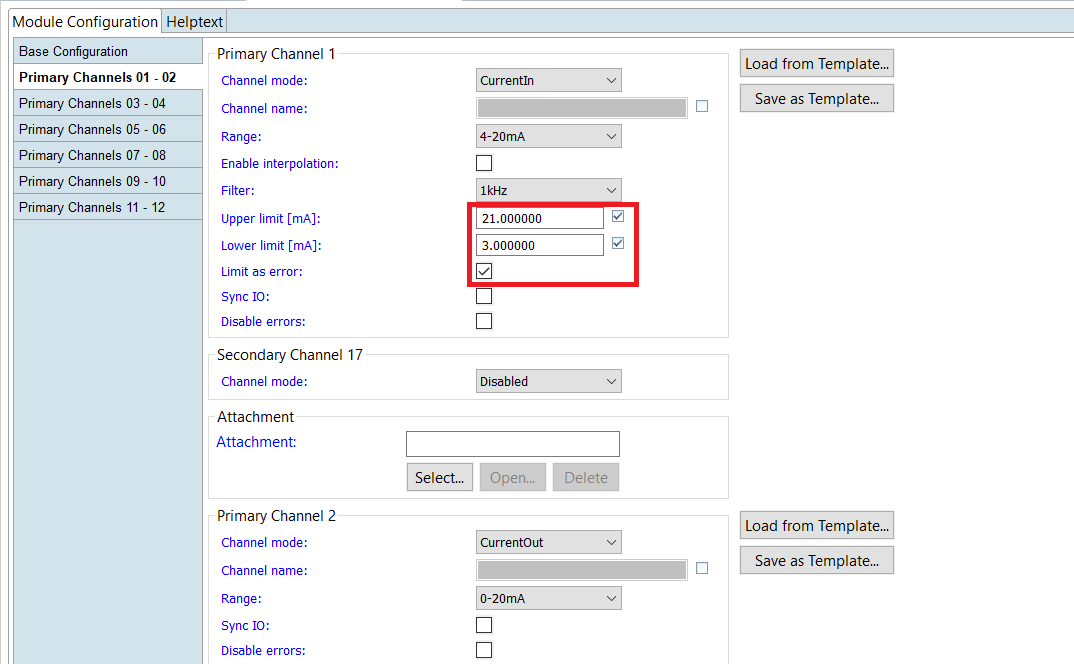 Module Configuration Helptext
Base Configuration
Primary Channels 01 - 02
Primary Channels 03 - 04
Primary Channels 05 - 06
Primary Channels 07 - 08
Primary Channels 09 - 10
Primary Channels 11 - 12
Primary Channel 1
Channel mode: CurrentIn
Channel name:
Range: 4-20mA
Enable interpolation:
Filter: 1kHz
Upper limit [mA]: 21.000000
Lower limit [mA]: 3.000000
Limit as error:
Sync IO:
Disable errors:
Load from Template...
Save as Template...
Secondary Channel 17
Channel mode: Disabled
Attachment
Attachment:
Select... Open... Delete
Primary Channel 2
Channel mode: CurrentOut
Channel name:
Range: 0-20mA
Sync IO:
Disable errors:
Load from Template...
Save as Template...